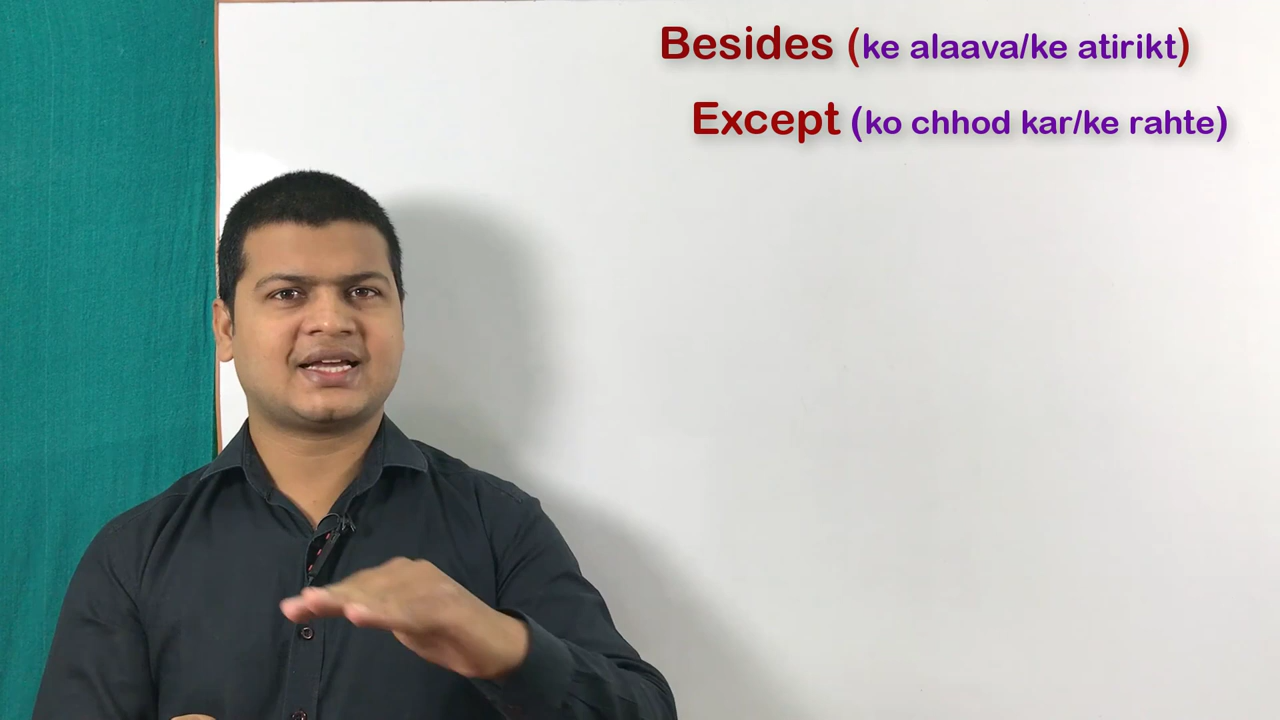 Besides (ke alaava/ke atirikt)
Except (ko chhod kar/ke rahte)